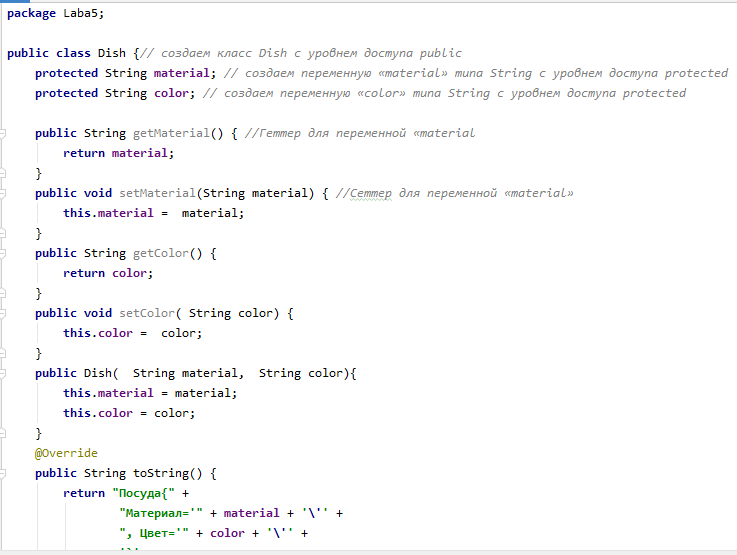 package Laba5;

public class Dish {// создаем класс Dish с уровнем доступа public
    protected String material; // создаем переменную «material» типа String с уровнем доступа protected
    protected String color; // создаем переменную «color» типа String с уровнем доступа protected

    public String getMaterial() { //Геттер для переменной «material
        return material;
    }
    public void setMaterial(String material) { //Сеттер для переменной «material»
        this.material =  material;
    }
    public String getColor() {
        return color;
    }
    public void setColor( String color) {
        this.color =  color;
    }
    public Dish(  String material,  String color){
        this.material = material;
        this.color = color;
    }
    @Override
    public String toString() {
        return "Посуда{" +
                "Материал='" + material + '\'' +
                ", Цвет='" + color + '\'' +